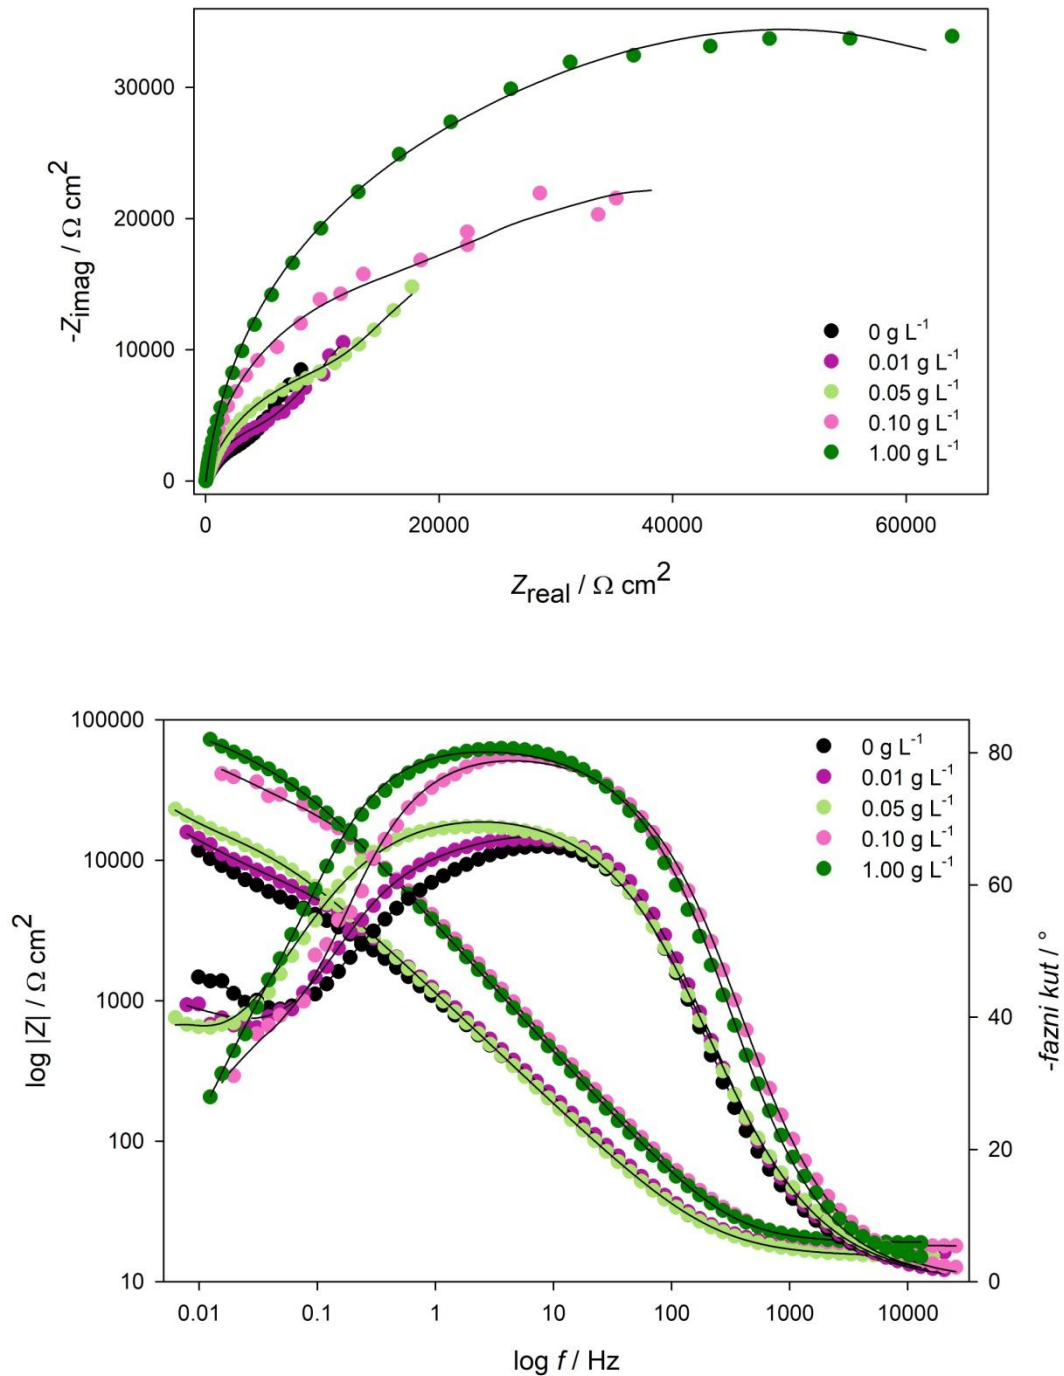 30000
20000
10000
0
-Zimag / Ω cm²
0 g L⁻¹
0.01 g L⁻¹
0.05 g L⁻¹
0.10 g L⁻¹
1.00 g L⁻¹
0 20000 40000 60000
Zreal / Ω cm²
100000
10000
1000
100
10
log |Z| / Ω cm²
0 g L⁻¹
0.01 g L⁻¹
0.05 g L⁻¹
0.10 g L⁻¹
1.00 g L⁻¹
80
60
40
20
0
-fazni kut / °
0.01 0.1 1 10 100 1000 10000
log f / Hz